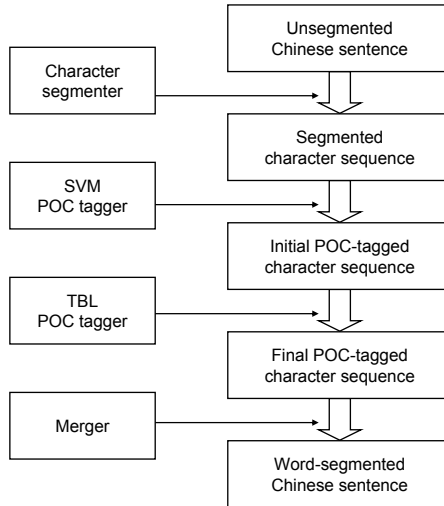 Unsegmented
Chinese sentence
Character
segmenter
Segmented
character sequence
SVM
POC tagger
Initial POC-tagged
character sequence
TBL
POC tagger
Final POC-tagged
character sequence
Merger
Word-segmented
Chinese sentence